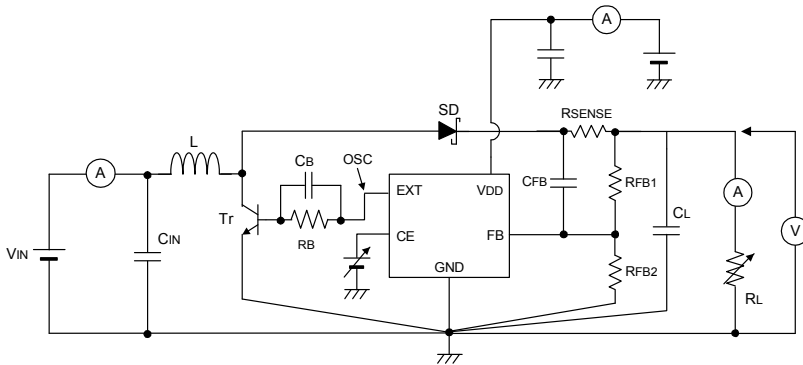 A
SD
RSENSE
L
A
CB
OSC
EXT
VDD
CFB
RFB1
A
Tr
CIN
RB
CE
FB
CL
V
VIN
GND
RFB2
RL